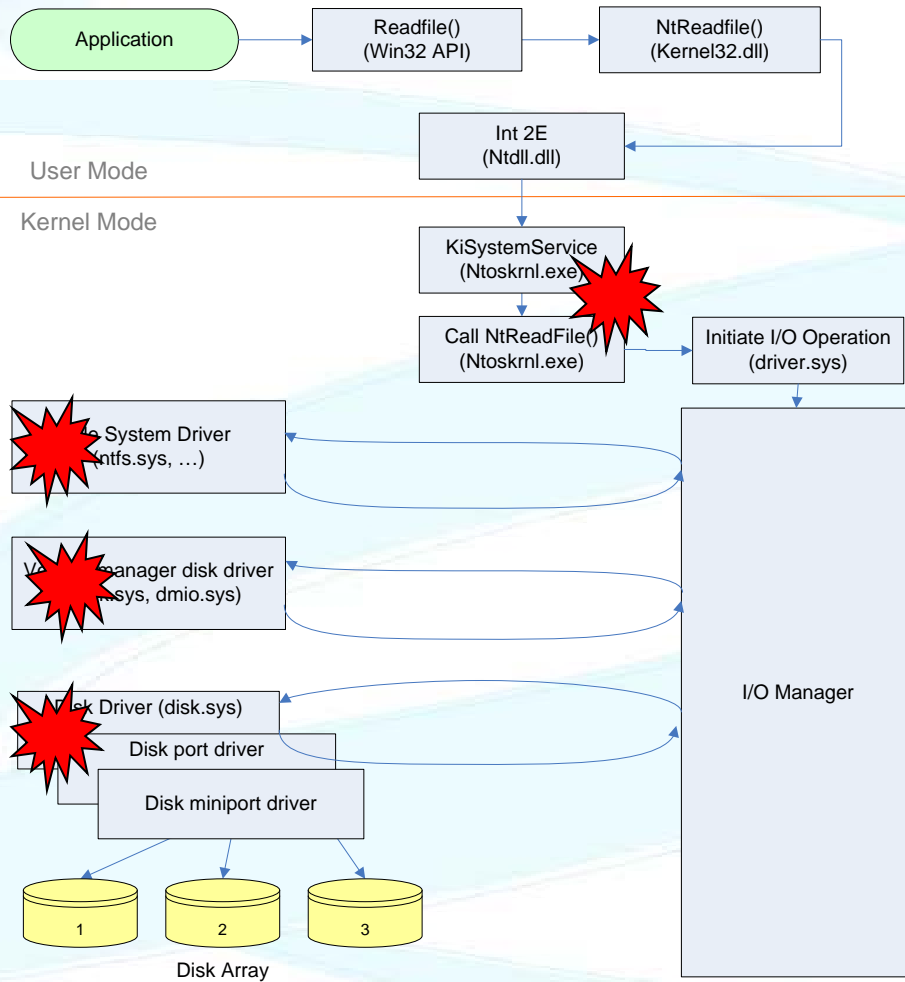 Application
Readfile()
(Win32 API)
NtReadfile()
(Kernel32.dll)
Int 2E
(Ntdll.dll)
User Mode
Kernel Mode
KiSystemService
(Ntoskrnl.exe)
Call NtReadFile()
(Ntoskrnl.exe)
Initiate I/O Operation
(driver.sys)
System Driver
(ntfs.sys, …)
manager disk driver
dmio.sys)
I/O Manager
Disk Driver (disk.sys)
Disk port driver
Disk miniport driver
1
2
3
Disk Array